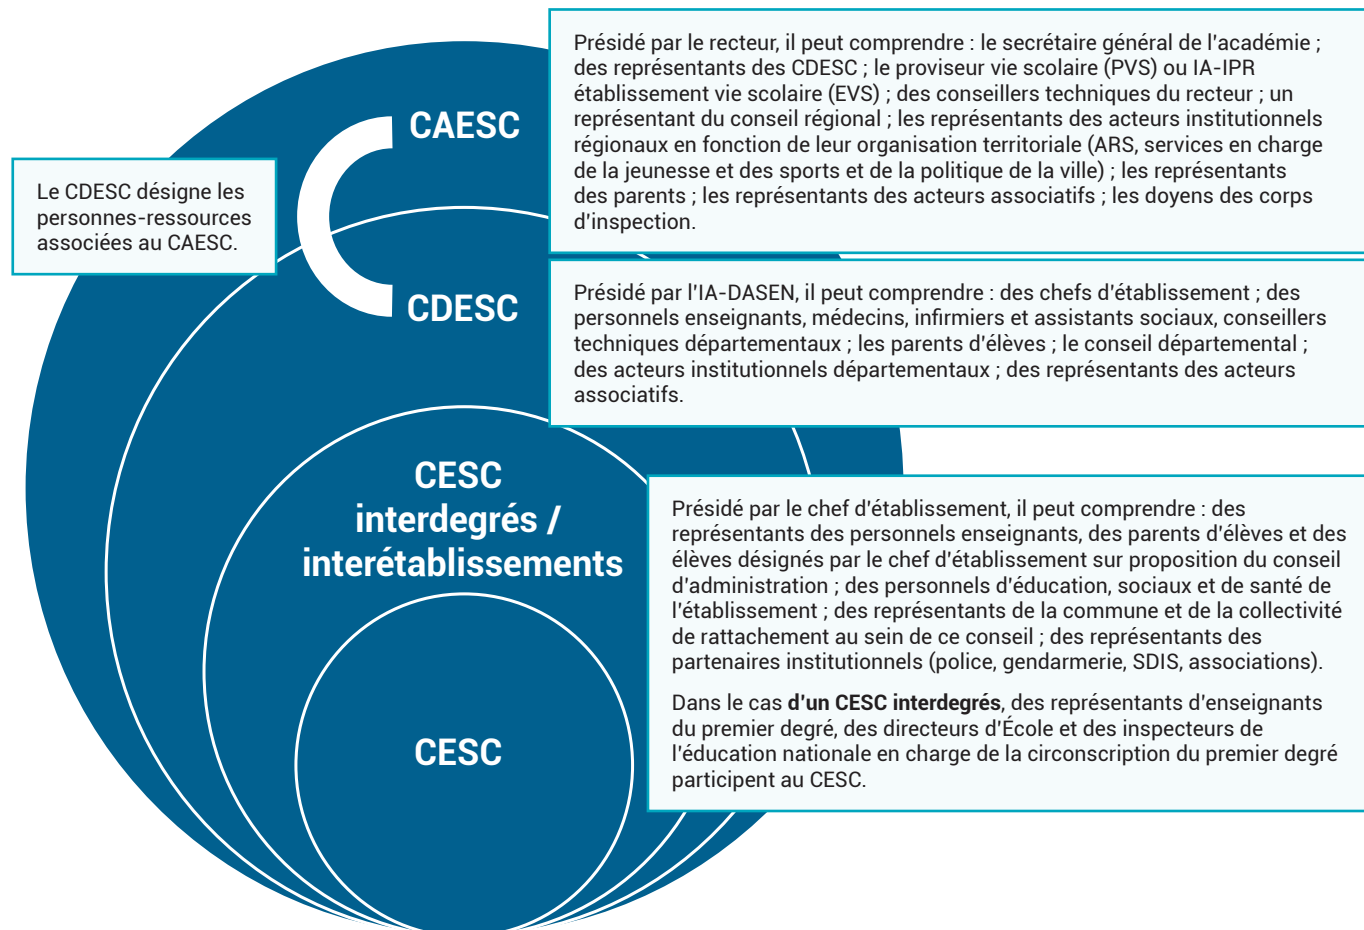 Présidé par le recteur, il peut comprendre : le secrétaire général de l'académie ;
des représentants des CDESC ; le proviseur vie scolaire (PVS) ou IA-IPR
établissement vie scolaire (EVS) ; des conseillers techniques du recteur ; un
représentant du conseil régional ; les représentants des acteurs institutionnels
régionaux en fonction de leur organisation territoriale (ARS, services en charge
de la jeunesse et des sports et de la politique de la ville) ; les représentants
des parents ; les représentants des acteurs associatifs ; les doyens des corps
d'inspection.
CAESC
Le CDESC désigne les
personnes-ressources
associées au CAESC.
CDESC
Présidé par l'IA-DASEN, il peut comprendre : des chefs d'établissement ; des
personnels enseignants, médecins, infirmiers et assistants sociaux, conseillers
techniques départementaux ; les parents d'élèves ; le conseil départemental ;
des acteurs institutionnels départementaux ; des représentants des acteurs
associatifs.
CESC
interdegrés /
interétablissements
Présidé par le chef d'établissement, il peut comprendre : des
représentants des personnels enseignants, des parents d'élèves et des
élèves désignés par le chef d'établissement sur proposition du conseil
d'administration ; des personnels d'éducation, sociaux et de santé de
l'établissement ; des représentants de la commune et de la collectivité
de rattachement au sein de ce conseil ; des représentants des
partenaires institutionnels (police, gendarmerie, SDIS, associations).
Dans le cas d'un CESC interdegrés, des représentants d'enseignants
du premier degré, des directeurs d'École et des inspecteurs de
l'éducation nationale en charge de la circonscription du premier degré
participent au CESC.
CESC